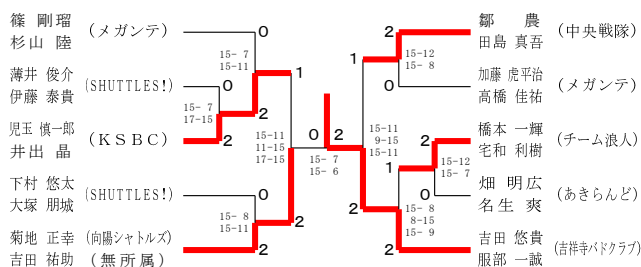 篠 剛瑠
杉山 陸
(メガンテ)
0
15- 7
15-11
1
薄井 俊介
伊藤 泰貴
(SHUTTLES!)
0
15- 7
17-15
2
児玉 慎一郎
井出 晶
(KSBC)
2
15-11
11-15
17-15
0
下村 悠太
大塚 朋城
(SHUTTLES!)
0
15- 8
15-11
2
菊地 正幸
吉田 祐助
(向陽シャトルズ)
(無所属)
2
15- 7
15- 6
2
鄒 農
田島 真吾
(中央戦隊)
2
15-12
15- 8
1
加藤 虎平治
高橋 佳祐
(メガンテ)
0
15-11
9-15
15-11
橋本 一輝
宅和 利樹
(チーム浪人)
2
15-12
15- 7
1
畑 明広
名生 爽
(あきらんど)
0
15- 8
8-15
15- 9
2
吉田 悠貴
服部 一誠
(吉祥寺バドクラブ)
2